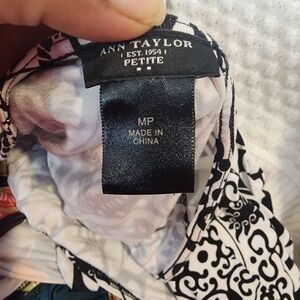 ANN TAYLOR
EST. 1954
PETITE
MP
MADE IN
CHINA